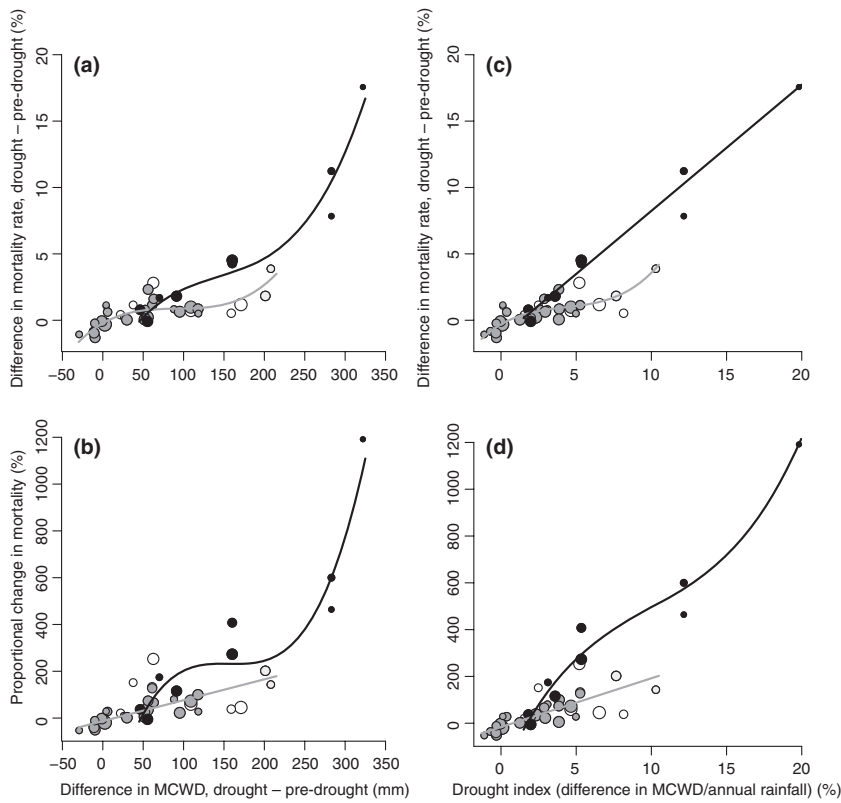 Difference in mortality rate, drought – pre-drought (%)
(a)
20
15
10
5
0
−50 0 50 100 150 200 250 300 350
Difference in mortality rate, drought – pre-drought (%)
(c)
20
15
10
5
0
0 5 10 15 20
Proportional change in mortality (%)
(b)
1200
800
600
400
200
0
−50 0 50 100 150 200 250 300 350
Difference in MCWD, drought – pre-drought (mm)
(d)
1200
1000
800
600
400
200
0
0 5 10 15 20
Drought index (difference in MCWD/annual rainfall) (%)